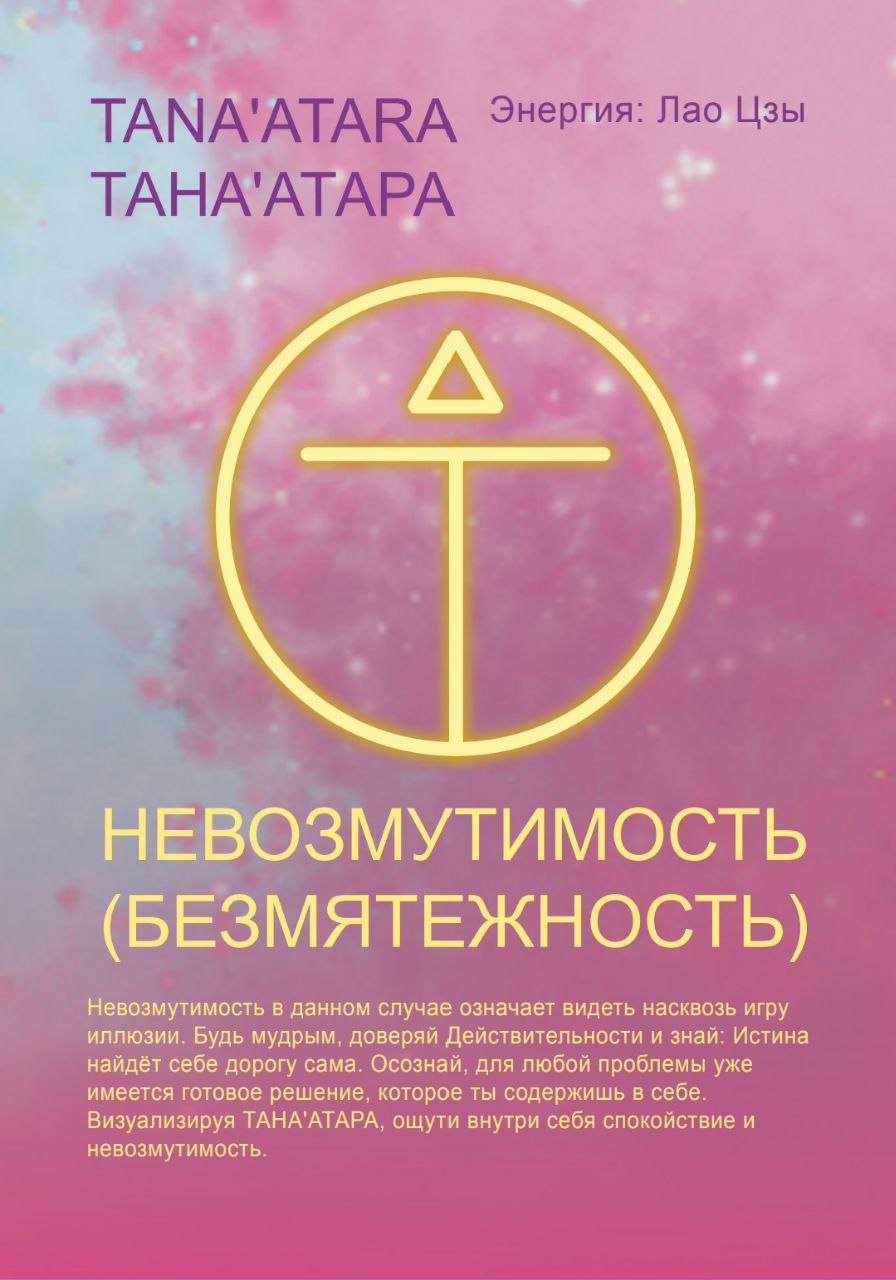 TANA'ATARA
Энергия: Лао Цзы
ТАНА'АТАРА
НЕВОЗМУТИМОСТЬ
(БЕЗМЯТЕЖНОСТЬ)
Невозмутимость в данном случае означает видеть насквозь игру
иллюзии. Будь мудрым, доверяй Действительности и знай: Истина
найдёт себе дорогу сама. Осознай, для любой проблемы уже
имеется готовое решение, которое ты содержишь в себе.
Визуализируя ТАНА'АТАРА, ощути внутри себя спокойствие и
невозмутимость.